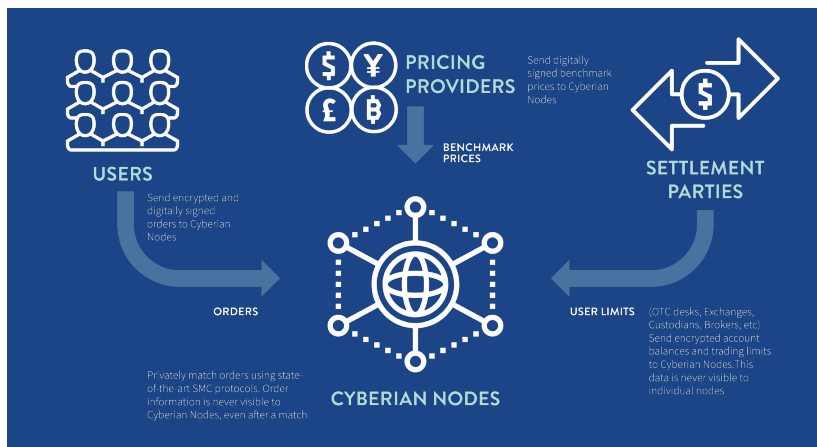 USERS
Send encrypted and
digitally signed
orders to Cyberian
Nodes
ORDERS
$ ¥
£ ₿
PRICING
PROVIDERS
Send digitally
signed benchmark
prices to Cyberian
Nodes
BENCHMARK
PRICES
$
SETTLEMENT
PARTIES
USER LIMITS
(OTC desks, Exchanges,
Custodians, Brokers, etc)
Send encrypted account
balances and trading limits
to Cyberian Nodes.This
data is never visible to
individual nodes
Privately match orders using state-
of-the-art SMC protocols. Order
information is never visible to
Cyberian Nodes, even after a match
CYBERIAN NODES